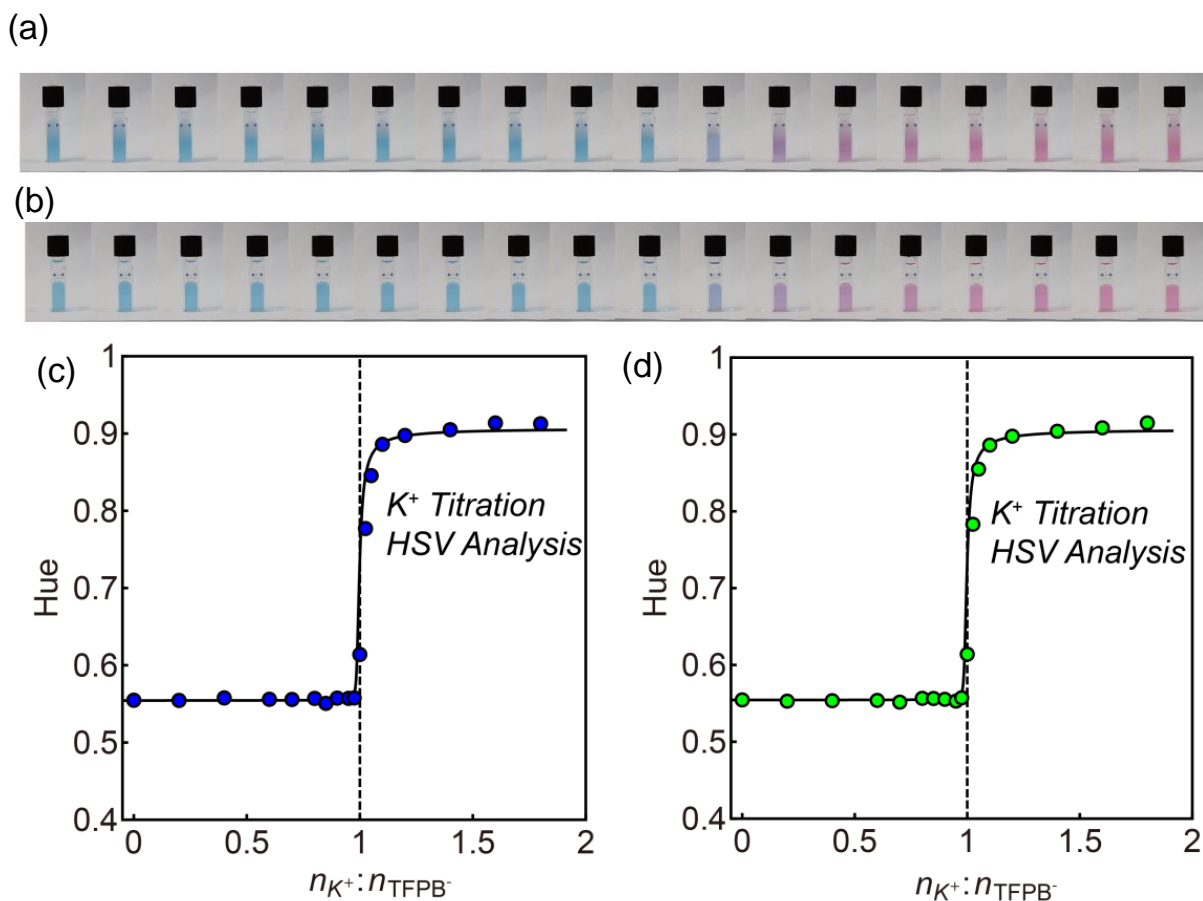 (a)
(b)
(c)
1
0.9
0.8
0.7
0.6
0.5
0.4
Hue
K⁺ Titration
HSV Analysis
0 0.5 1 1.5 2
nK⁺:nTFPB⁻
(d)
1
0.9
0.8
0.7
0.6
0.5
0.4
Hue
K⁺ Titration
HSV Analysis
0 0.5 1 1.5 2
nK⁺:nTFPB⁻